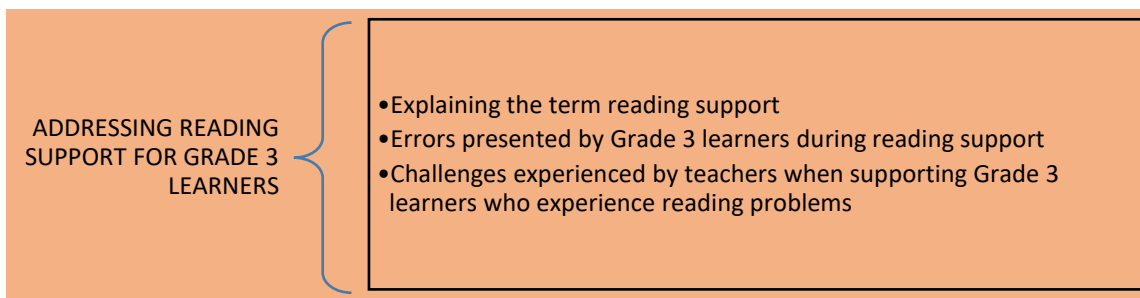 ADDRESSING READING
SUPPORT FOR GRADE 3
LEARNERS
•Explaining the term reading support
•Errors presented by Grade 3 learners during reading support
•Challenges experienced by teachers when supporting Grade 3
learners who experience reading problems